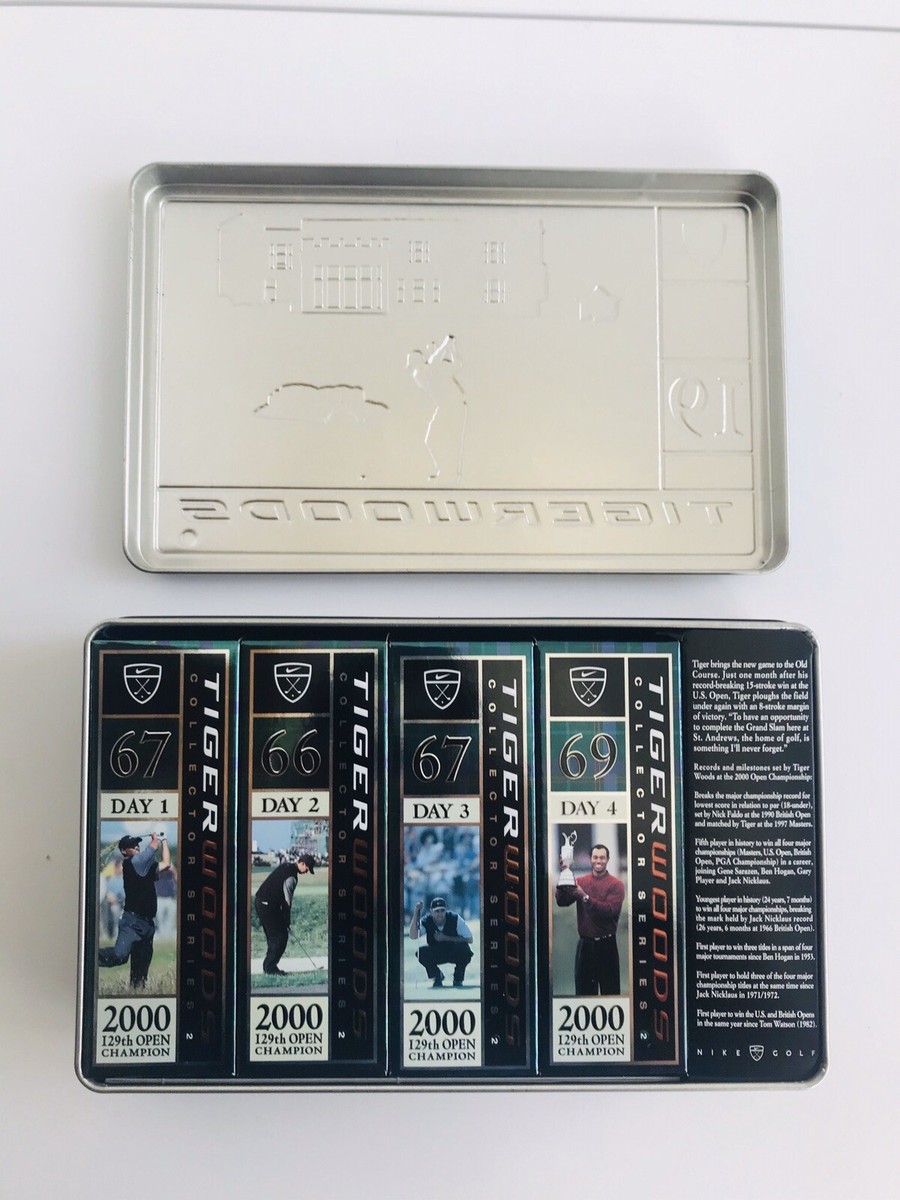 19
TIGERWOODS
67
DAY 1
2000
129th OPEN
CHAMPION
TIGERWOODS
COLLECTOR SERIES 2
66
DAY 2
2000
129th OPEN
CHAMPION
TIGERWOODS
COLLECTOR SERIES 2
67
DAY 3
2000
129th OPEN
CHAMPION
TIGERWOODS
COLLECTOR SERIES 2
69
DAY 4
2000
129th OPEN
CHAMPION
TIGERWOODS
COLLECTOR SERIES 2
Tiger brings the new game to the Old
Course. Just one month after his
record-breaking 15-stroke win at the
U.S. Open, Tiger ploughs the field
under again with an 8-stroke margin
of victory. “To have an opportunity
to complete the Grand Slam here at
St. Andrews, the home of golf, is
something I'll never forget.”
Records and milestones set by Tiger
Woods at the 2000 Open Championship:
Breaks the major championship record for
lowest score in relation to par (18-under),
set by Nick Faldo at the 1990 British Open
and matched by Tiger at the 1997 Masters.
Fifth player in history to win all four major
championships (Masters, U.S. Open, British
Open, PGA Championship) in a career,
joining Gene Sarazen, Ben Hogan, Gary
Player and Jack Nicklaus.
Youngest player in history (24 years, 7 months)
to win all four major championships, breaking
the mark held by Jack Nicklaus record
(26 years, 6 months at 1966 British Open).
First player to win three titles in a span of four
major tournaments since Ben Hogan in 1953.
First player to hold three of the four major
championship titles at the same time since
Jack Nicklaus in 1971/1972.
First player to win the U.S. and British Opens
in the same year since Tom Watson (1982).
NIKE GOLF